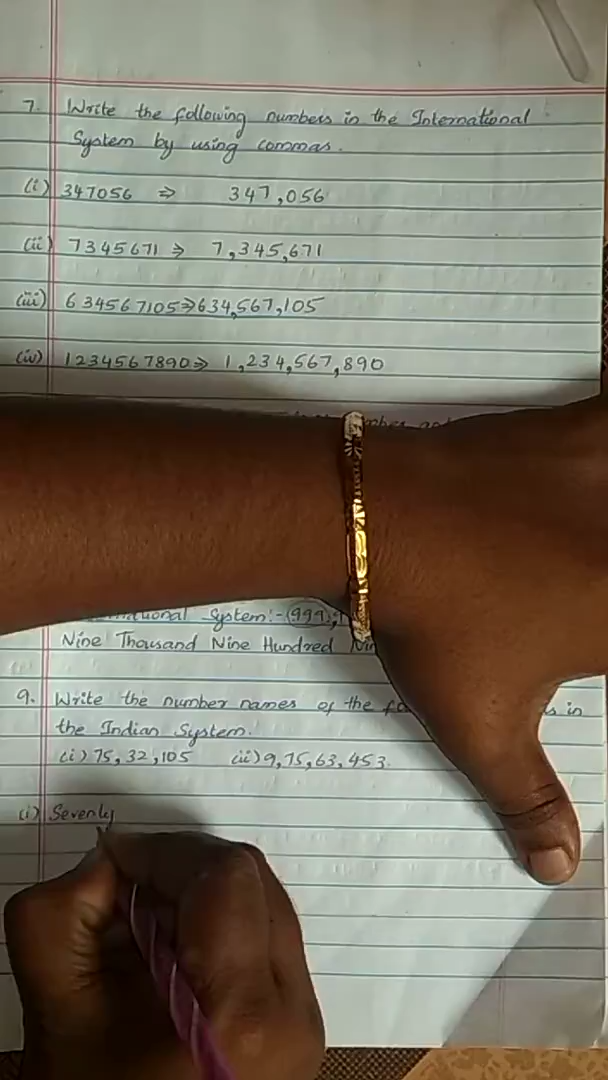 7. Write the following numbers in the International
System by using commas.
(i) 347056 ⇒ 347,056
(ii) 7345671 ⇒ 7,345,671
(iii) 634567105⇒634,567,105
(iv) 1234567890⇒ 1,234,567,890
System:- 999,
Nine Thousand Nine Hundred
9. Write the number names of the in
the Indian System.
(i) 75,32,105 (ii) 9,75,63,453.
(i) Seventy